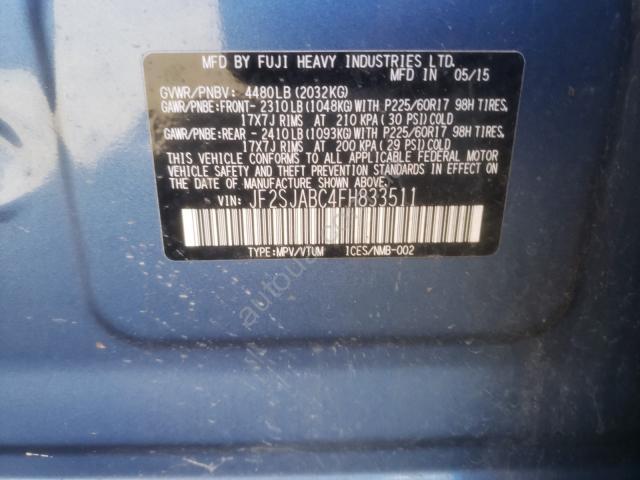 MFD BY FUJI HEAVY INDUSTRIES LTD.
MFD IN 05/15
GVWR/PNBV: 4480LB(2032KG)
GAWR/PNBE:FRONT- 2310LB(1048KG)WITH P225/60R17 98H TIRES,
17X7J RIMS AT 210 KPA(30 PSI)COLD
GAWR/PNBE:REAR - 2410LB(1093KG)WITH P225/60R17 98H TIRES,
17X7J RIMS AT 200 KPA(29 PSI)COLD
THIS VEHICLE CONFORMS TO ALL APPLICABLE FEDERAL MOTOR
VEHICLE SAFETY AND THEFT PREVENTION STANDARDS IN EFFECT ON
THE DATE OF MANUFACTURE SHOWN ABOVE.
VIN: JF2SJABC4FH833511
TYPE:MPV/VTUM ICES/NMB-002